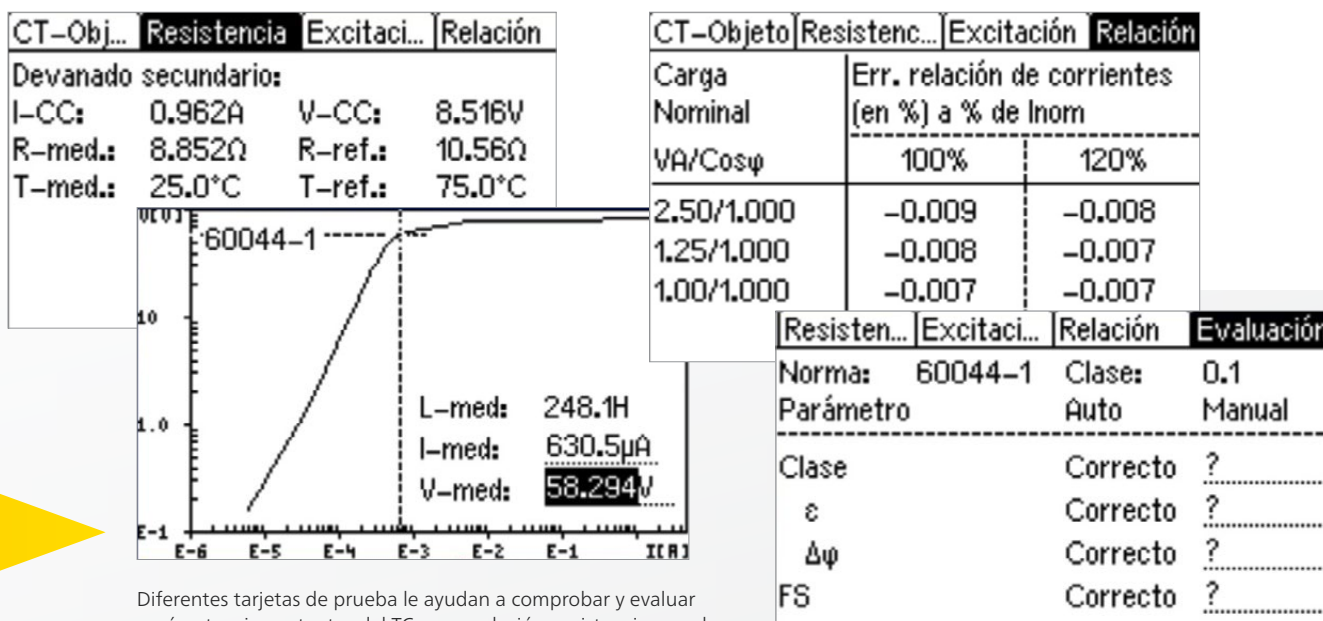 CT-Obj... Resistencia Excitaci... Relación
Devanado secundario:
I-CC: 0.962A V-CC: 8.516V
R-med.: 8.852Ω R-ref.: 10.56Ω
T-med.: 25.0°C T-ref.: 75.0°C
CT-Objeto Resistenc... Excitación Relación
Carga Err. relación de corrientes
Nominal (en %) a % de Inom
VA/Cosφ 100% 120%
2.50/1.000 -0.009 -0.008
1.25/1.000 -0.008 -0.007
1.00/1.000 -0.007 -0.007
60044-1
10
1.0
E-1
E-6 E-5 E-4 E-3 E-2 E-1 I[A]
L-med: 248.1H
I-med: 630.5μA
V-med: 58.294V
Resisten... Excitaci... Relación Evaluación
Norma: 60044-1 Clase: 0.1
Parámetro Auto Manual
Clase Correcto ?
ε Correcto ?
Δφ Correcto ?
FS Correcto ?
Diferentes tarjetas de prueba le ayudan a comprobar y evaluar